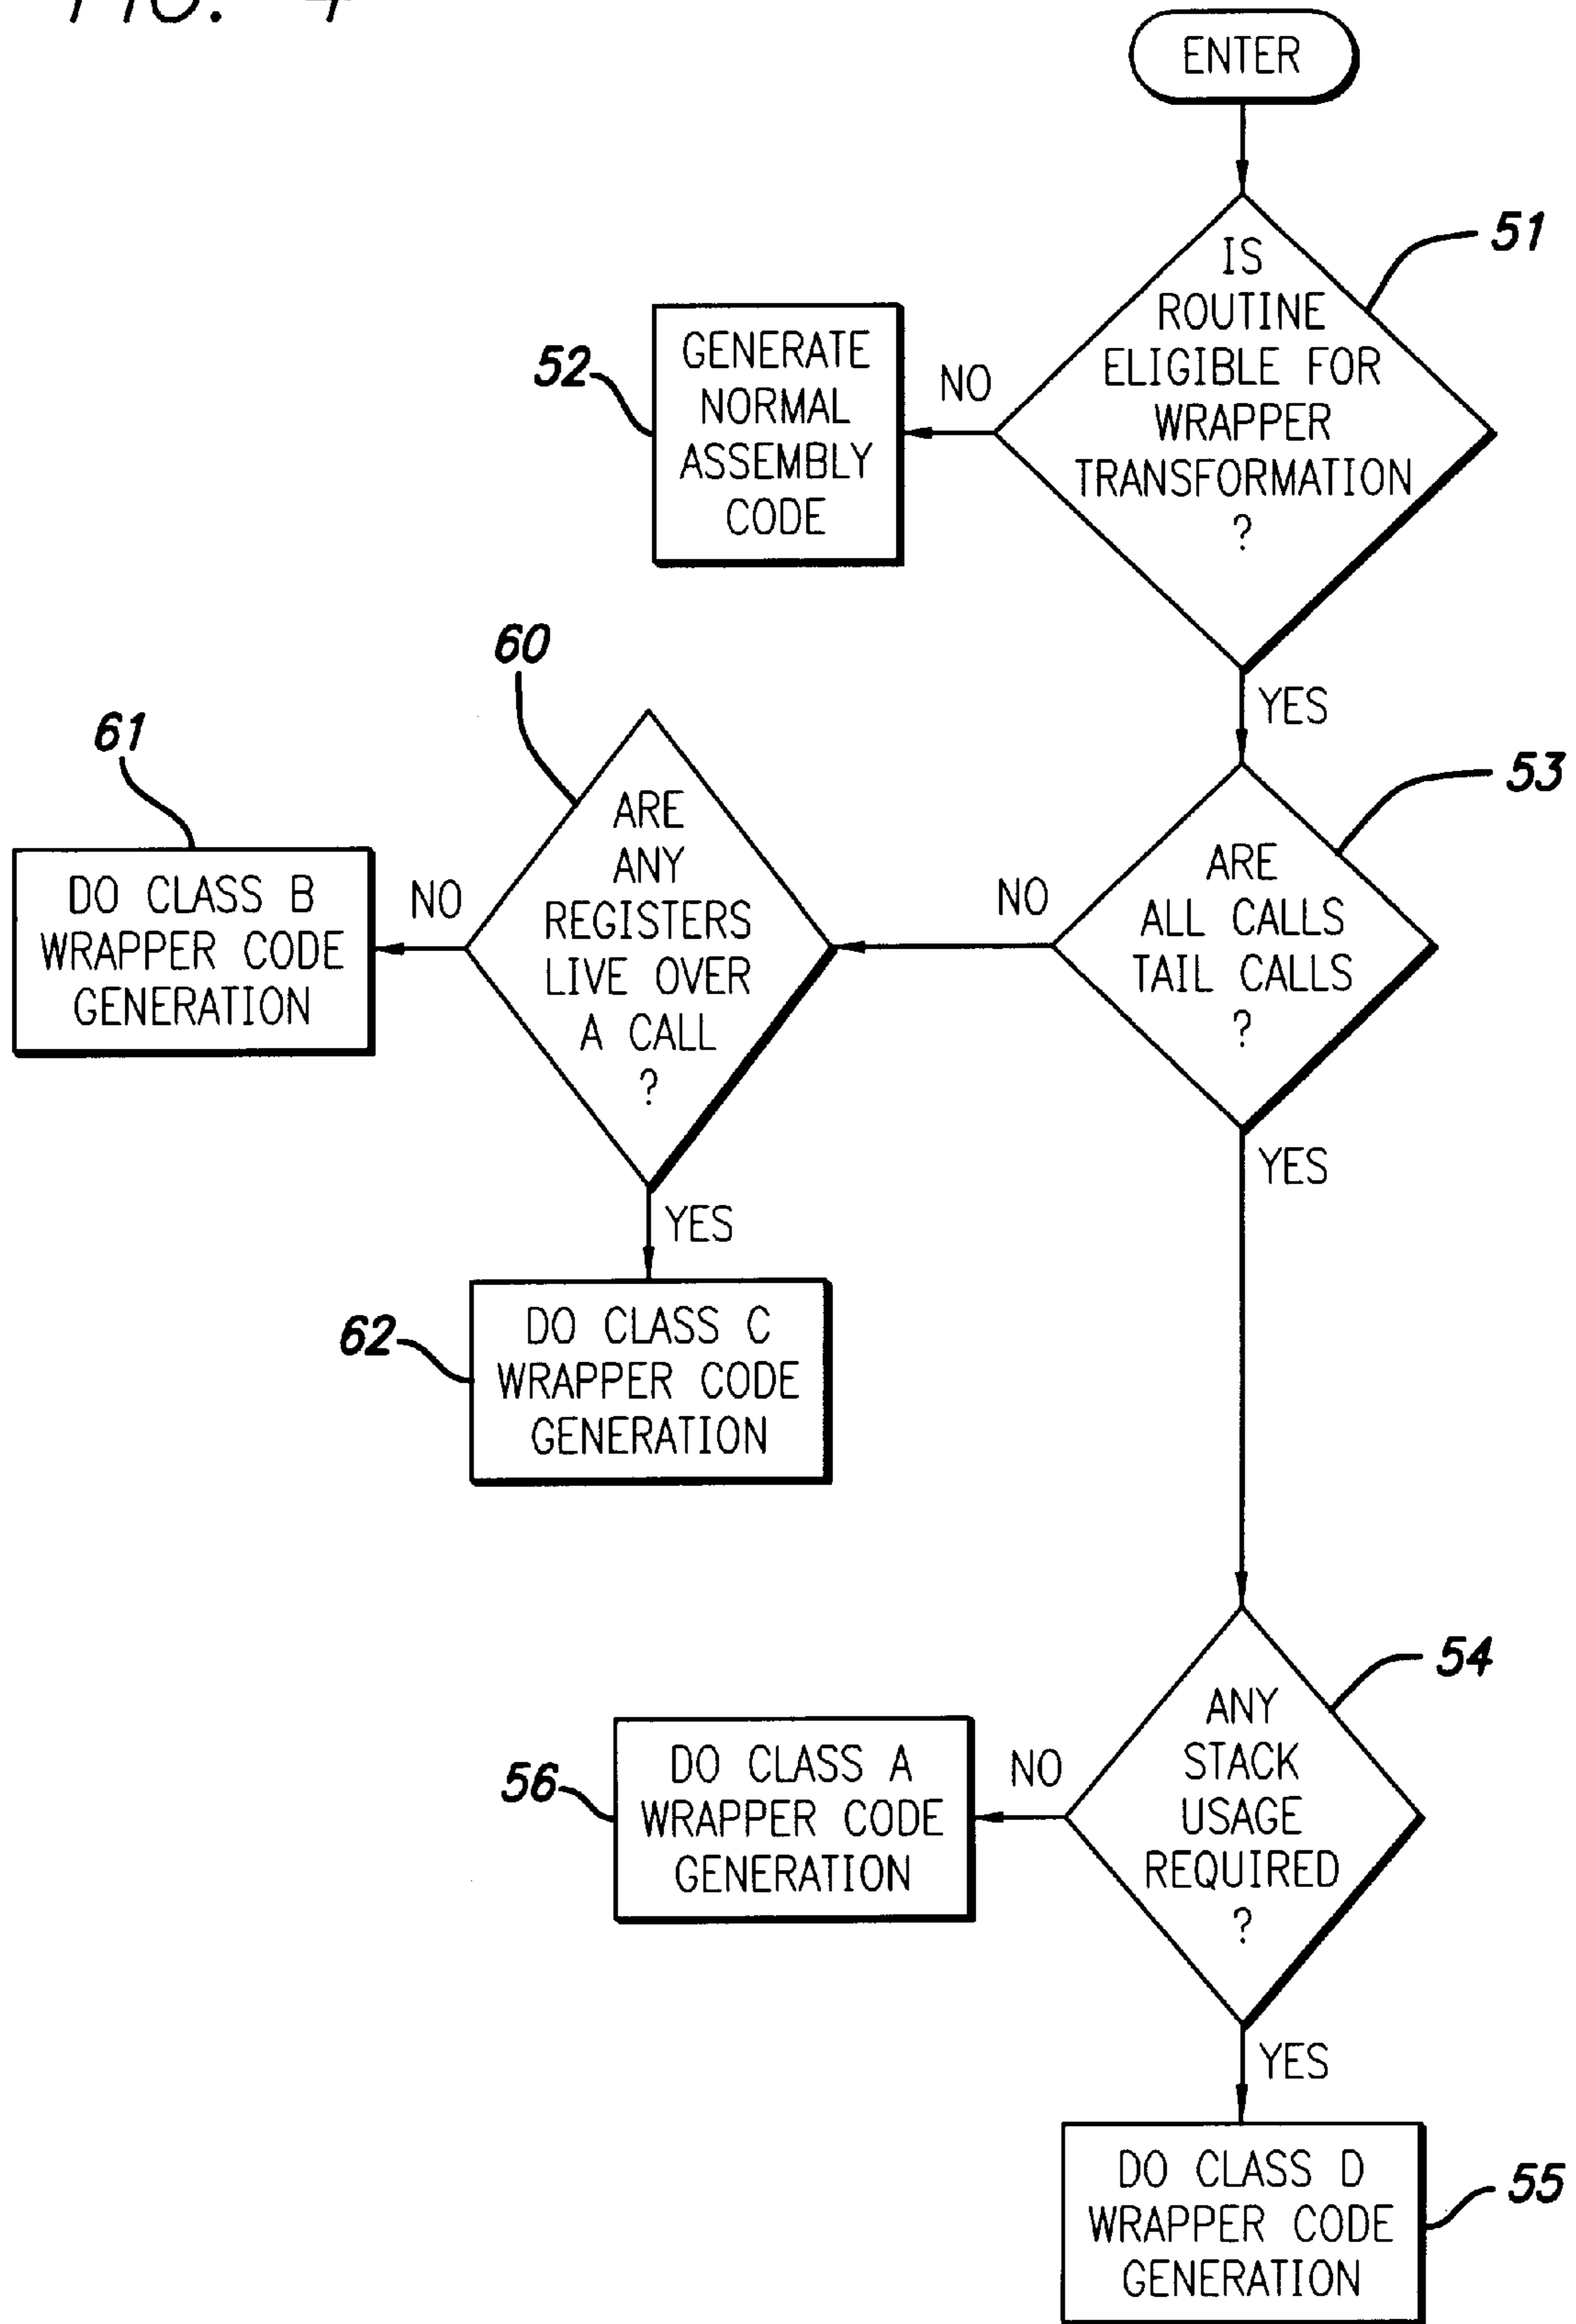 FIG. 4
ENTER
IS
ROUTINE
ELIGIBLE FOR
WRAPPER
TRANSFORMATION
?
51
NO
52
GENERATE
NORMAL
ASSEMBLY
CODE
YES
ARE
ALL CALLS
TAIL CALLS
?
53
NO
60
ARE
ANY
REGISTERS
LIVE OVER
A CALL
?
NO
61
DO CLASS B
WRAPPER CODE
GENERATION
YES
62
DO CLASS C
WRAPPER CODE
GENERATION
YES
ANY
STACK
USAGE
REQUIRED
?
54
NO
56
DO CLASS A
WRAPPER CODE
GENERATION
YES
DO CLASS D
WRAPPER CODE
GENERATION
55